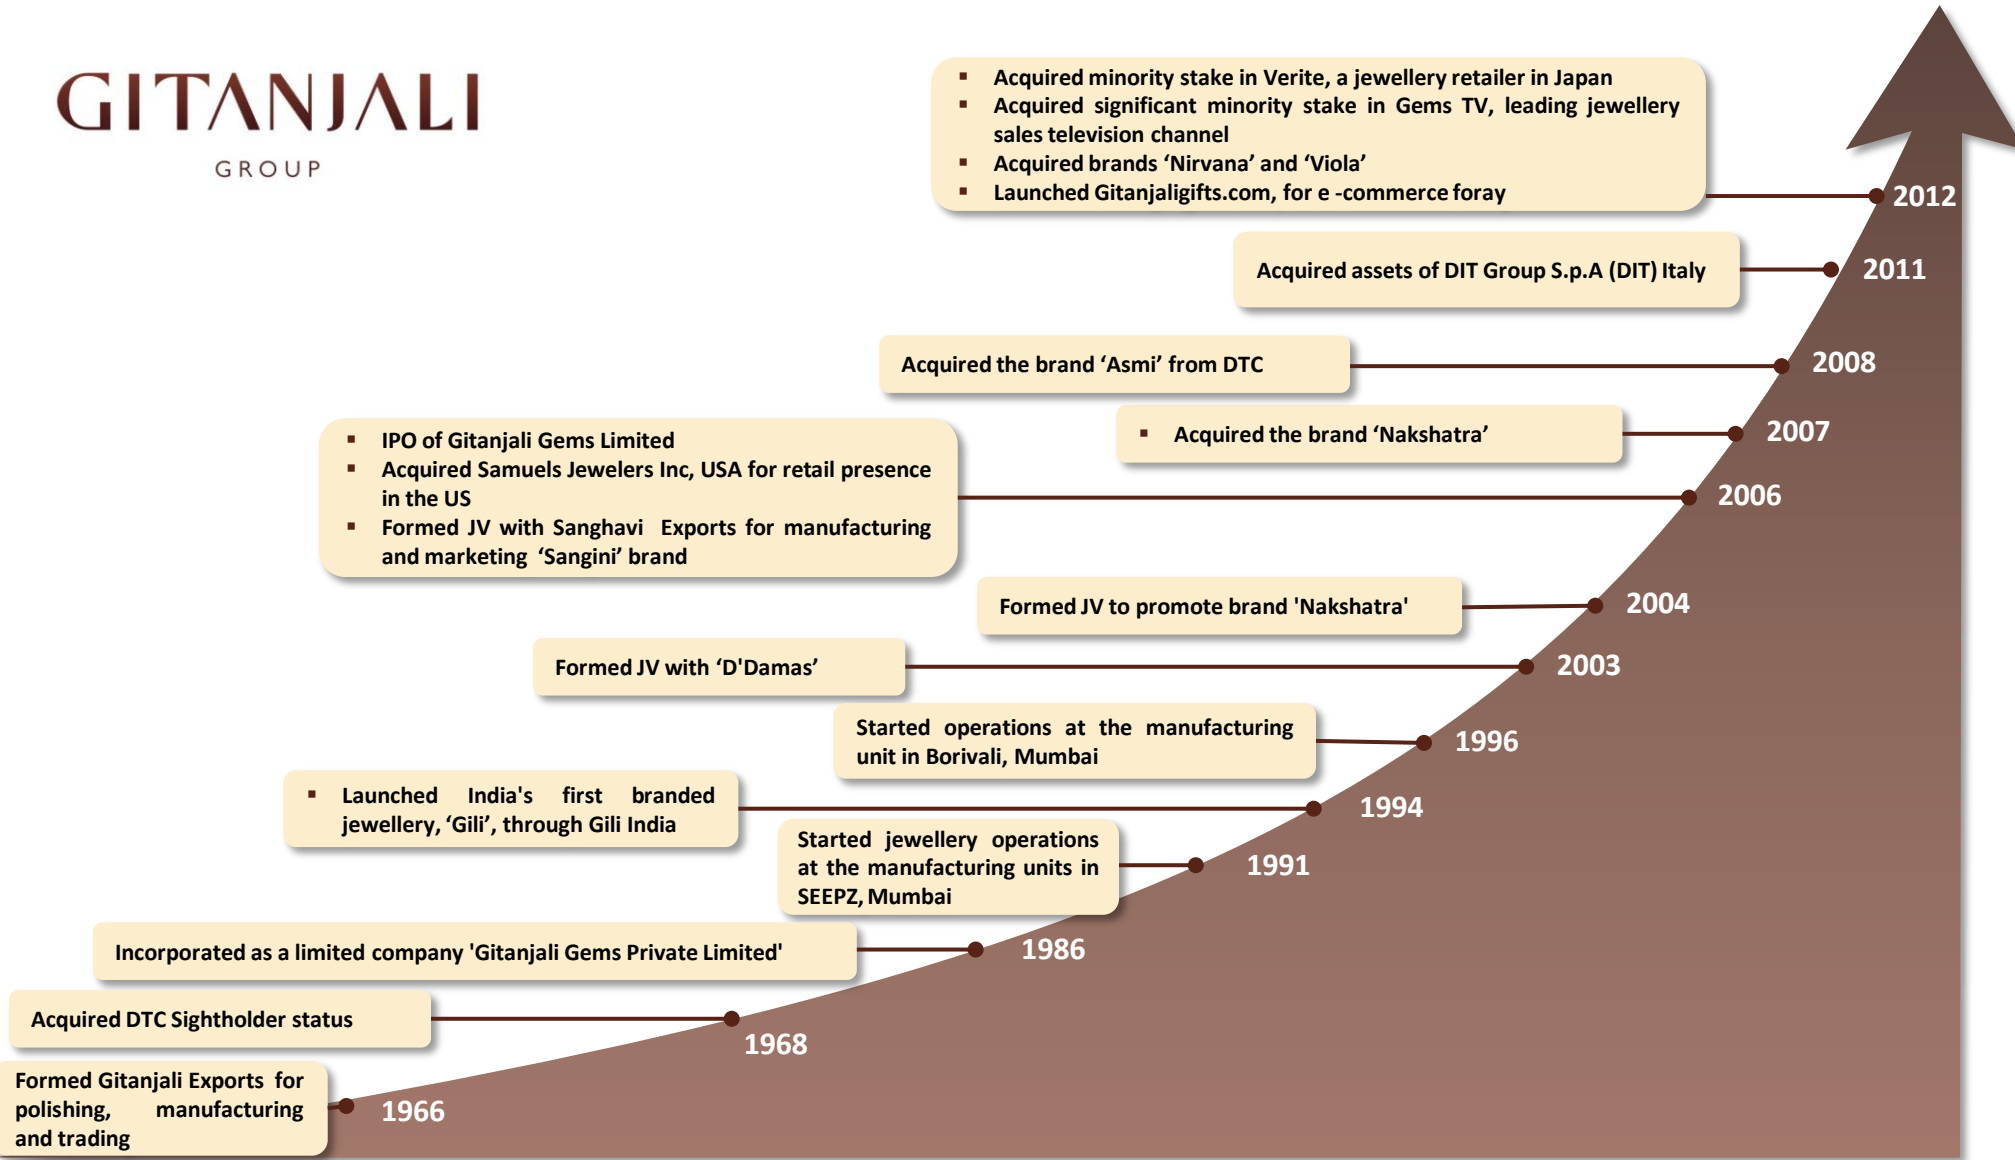 GITANJALI
GROUP
▪ Acquired minority stake in Verite, a jewellery retailer in Japan
▪ Acquired significant minority stake in Gems TV, leading jewellery
sales television channel
▪ Acquired brands ‘Nirvana’ and ‘Viola’
▪ Launched Gitanjaligifts.com, for e -commerce foray
2012
Acquired assets of DIT Group S.p.A (DIT) Italy
2011
Acquired the brand ‘Asmi’ from DTC
2008
▪ Acquired the brand ‘Nakshatra’
2007
▪ IPO of Gitanjali Gems Limited
▪ Acquired Samuels Jewelers Inc, USA for retail presence
in the US
▪ Formed JV with Sanghavi Exports for manufacturing
and marketing ‘Sangini’ brand
2006
Formed JV to promote brand 'Nakshatra'
2004
Formed JV with ‘D'Damas’
2003
Started operations at the manufacturing
unit in Borivali, Mumbai
1996
▪ Launched India's first branded
jewellery, ‘Gili’, through Gili India
1994
Started jewellery operations
at the manufacturing units in
SEEPZ, Mumbai
1991
Incorporated as a limited company 'Gitanjali Gems Private Limited'
1986
Acquired DTC Sightholder status
1968
Formed Gitanjali Exports for
polishing, manufacturing
and trading
1966